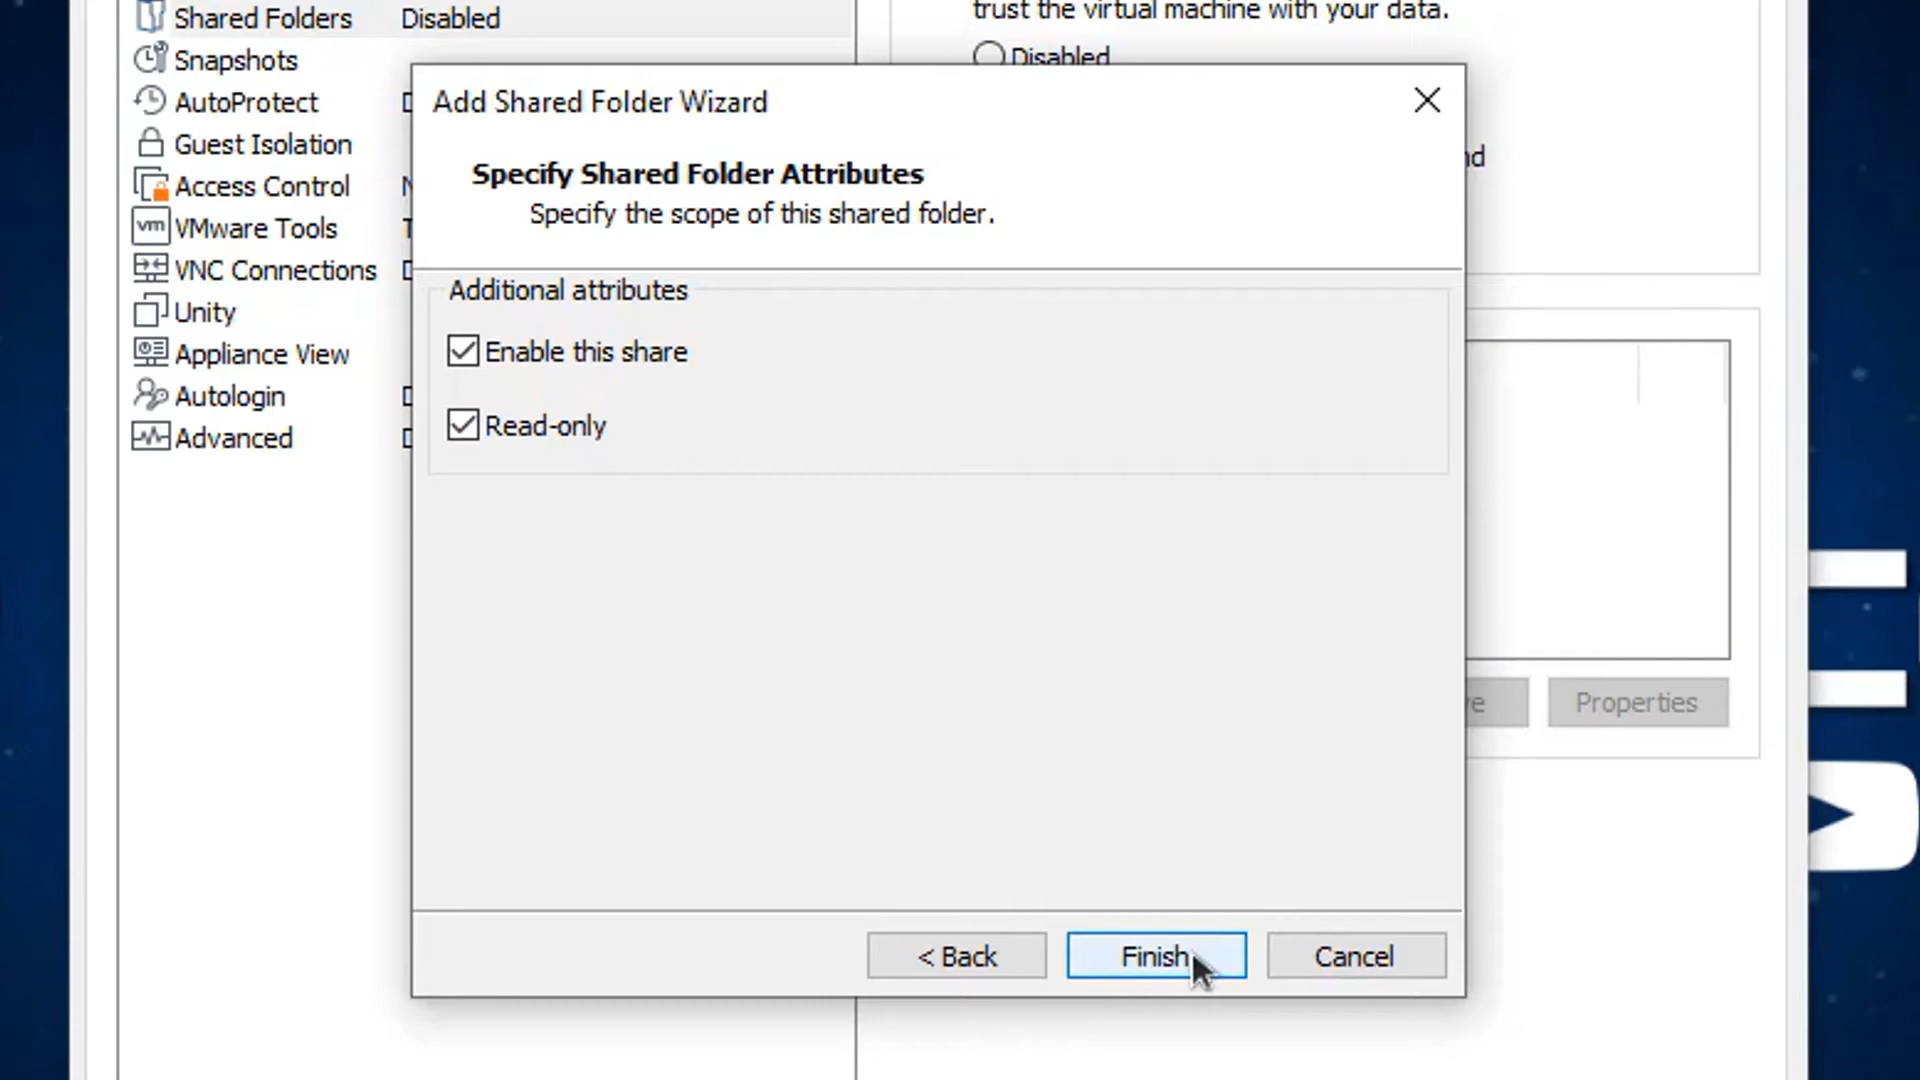 Shared Folders Disabled
trust the virtual machine with your data.
Snapshots
Disabled
AutoProtect
Guest Isolation
Access Control
VMware Tools
VNC Connections
Unity
Appliance View
Autologin
Advanced
Add Shared Folder Wizard
Specify Shared Folder Attributes
Specify the scope of this shared folder.
Additional attributes
Enable this share
Read-only
Properties
< Back Finish Cancel